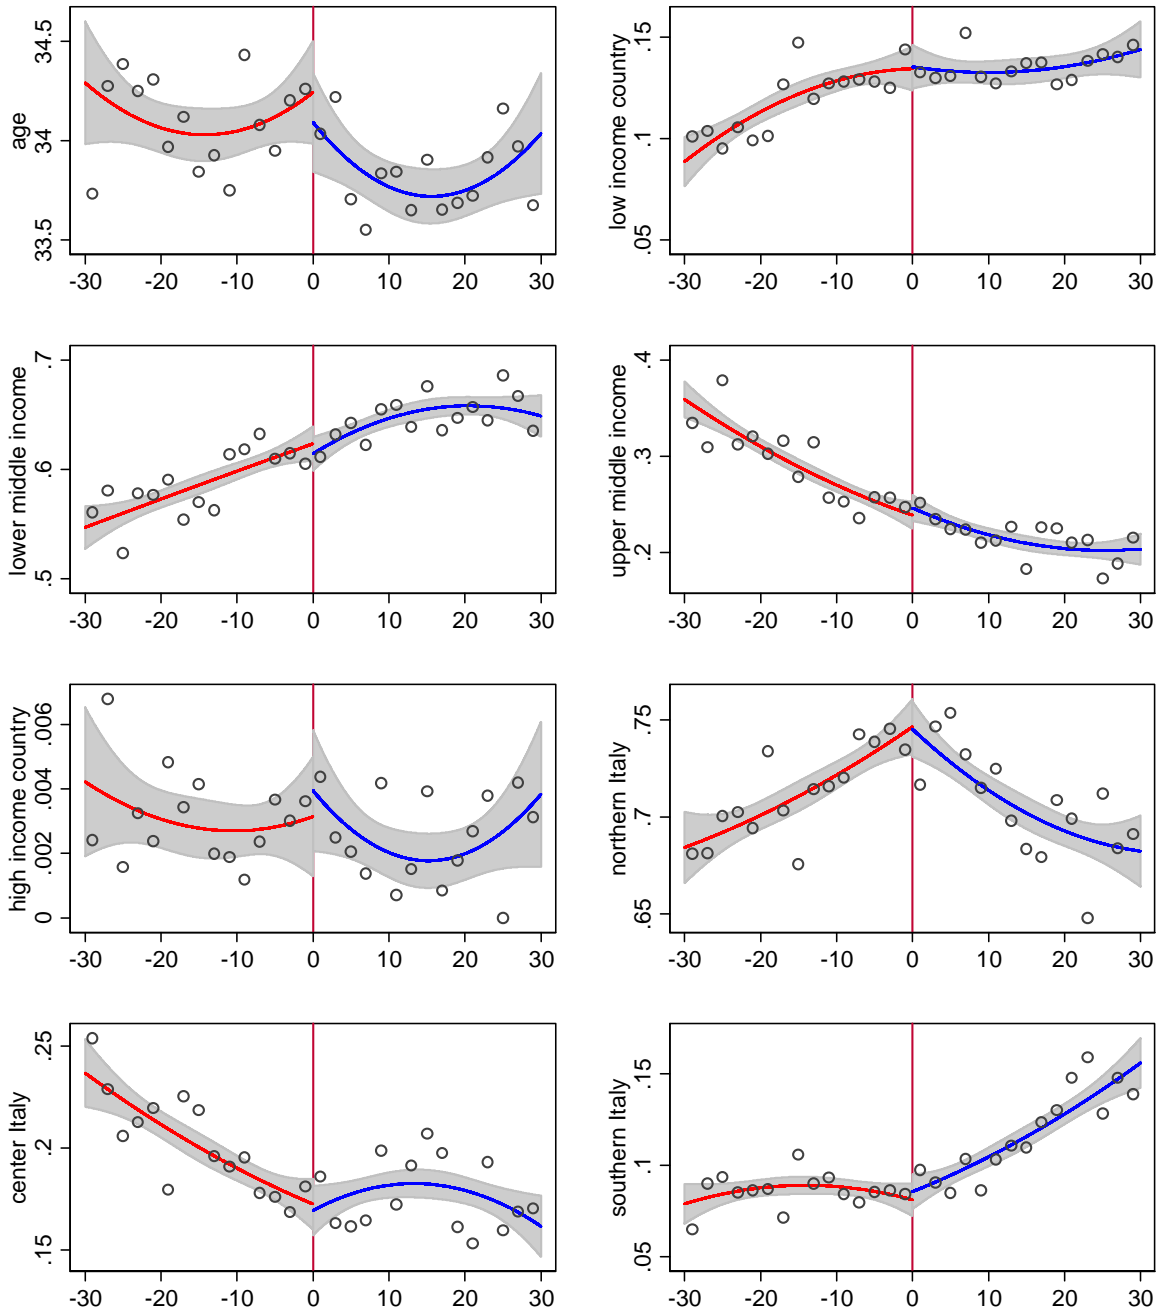 age
34.5
34
33.5
-30 -20 -10 0 10 20 30
low income country
.15
.1
.05
-30 -20 -10 0 10 20 30
lower middle income
.7
.6
.5
-30 -20 -10 0 10 20 30
upper middle income
.4
.3
.2
-30 -20 -10 0 10 20 30
high income country
.006
.004
.002
0
-30 -20 -10 0 10 20 30
northern Italy
.75
.7
.65
-30 -20 -10 0 10 20 30
center Italy
.25
.2
.15
-30 -20 -10 0 10 20 30
southern Italy
.15
.1
.05
-30 -20 -10 0 10 20 30